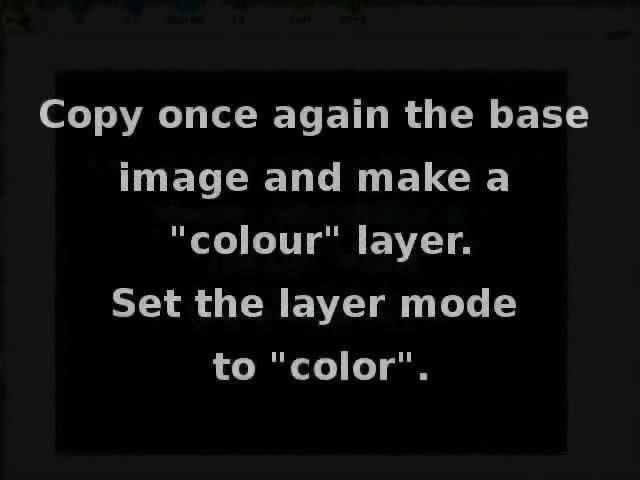 Copy once again the base
image and make a
"colour" layer.
Set the layer mode
to "color".